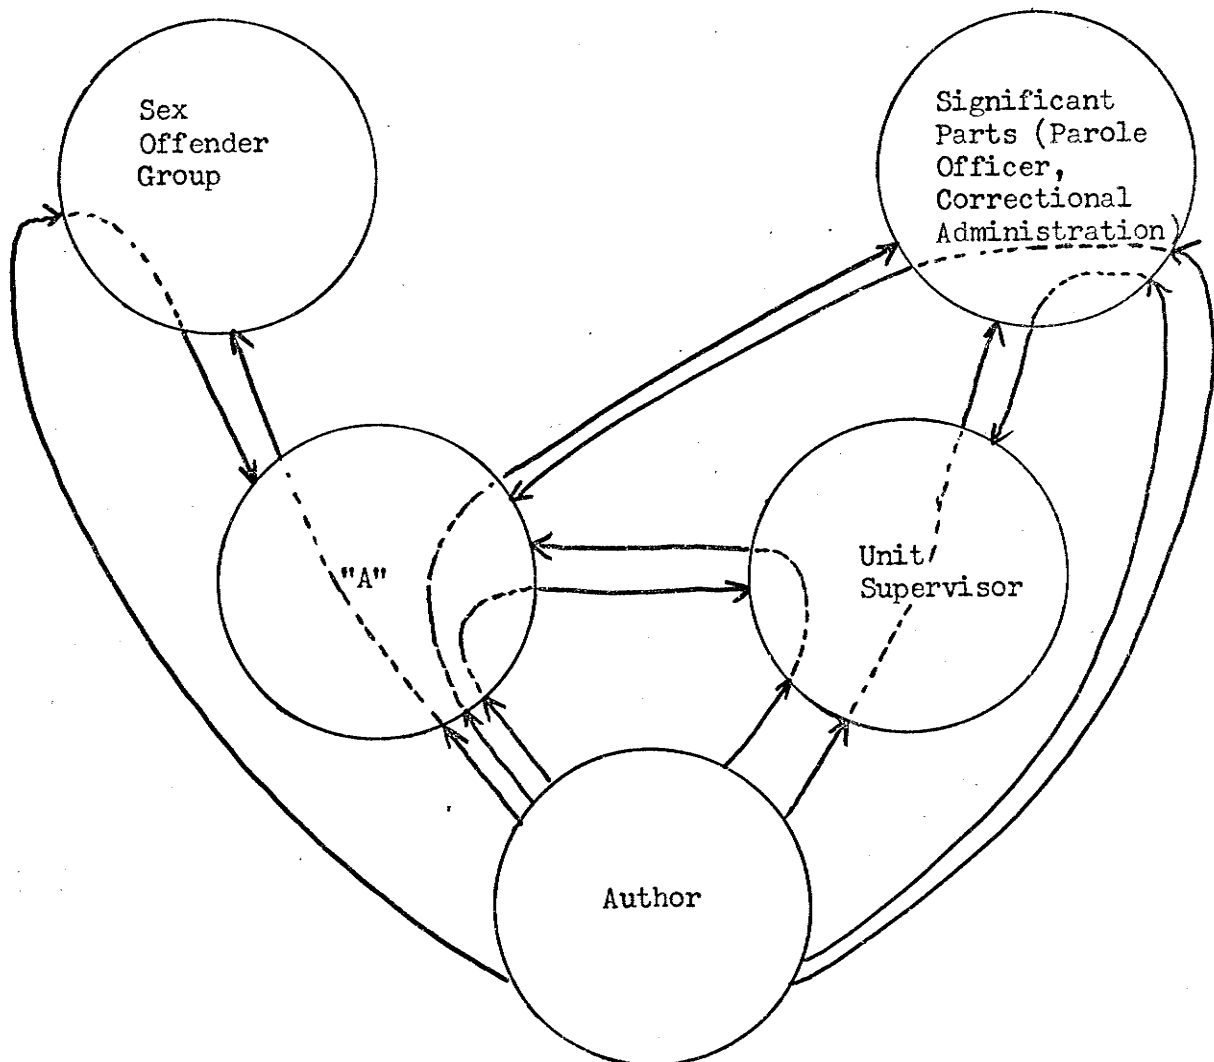 Sex
Offender
Group
Significant
Parts (Parole
Officer,
Correctional
Administration)
"A"
Unit
Supervisor
Author